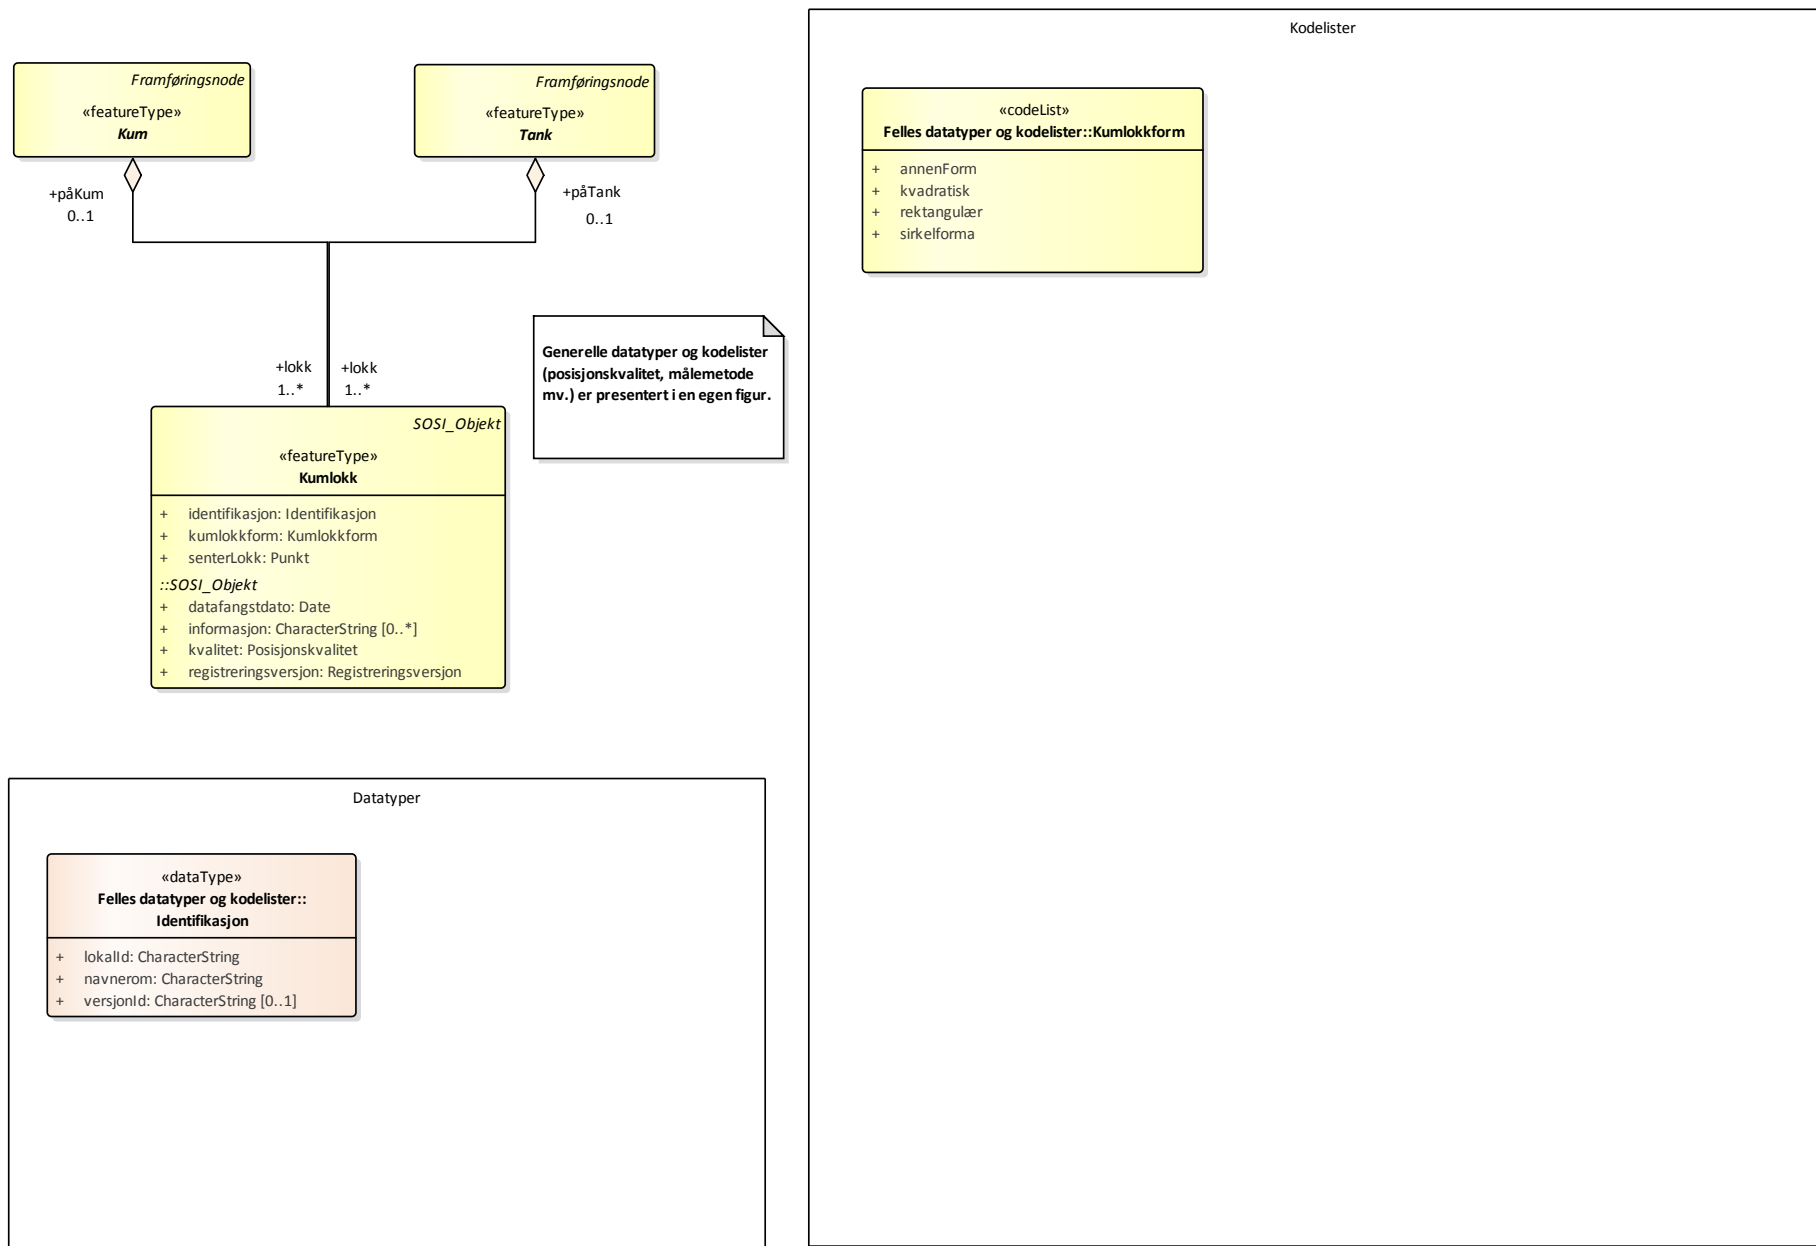 Framføringsnode
«featureType»
Kum
Framføringsnode
«featureType»
Tank
+påKum
0..1
+påTank
0..1
+lokk
1..*
+lokk
1..*
Generelle datatyper og kodelister
(posisjonskvalitet, målemetode
mv.) er presentert i en egen figur.
SOSI_Objekt
«featureType»
Kumlokk
+ identifikasjon: Identifikasjon
+ kumlokkform: Kumlokkform
+ senterLokk: Punkt
::SOSI_Objekt
+ datafangstdato: Date
+ informasjon: CharacterString [0..*]
+ kvalitet: Posisjonskvalitet
+ registreringsversjon: Registreringsversjon
Datatyper
«dataType»
Felles datatyper og kodelister::
Identifikasjon
+ lokalId: CharacterString
+ navnerom: CharacterString
+ versjonId: CharacterString [0..1]
Kodelister
«codeList»
Felles datatyper og kodelister::Kumlokkform
+ annenForm
+ kvadratisk
+ rektangulær
+ sirkelforma